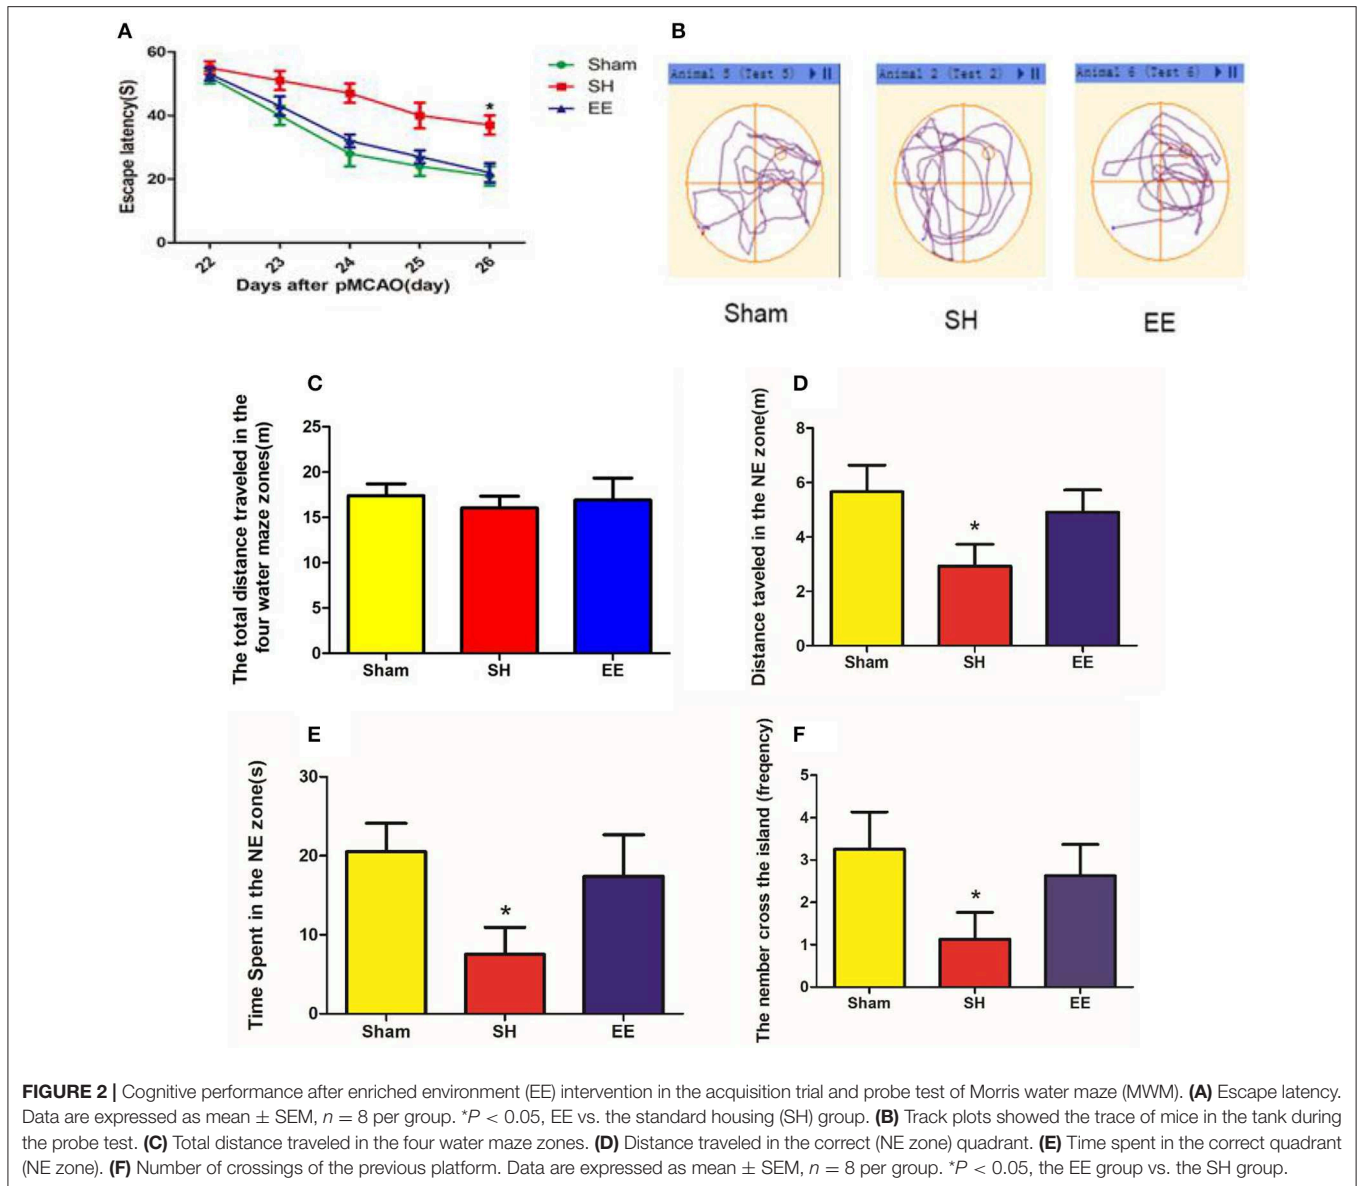 A
60
40
20
0
Escape latency(S)
*
22
23
24
25
26
Days after pMCAO(day)
Sham
SH
EE
B
Animal 5 (Test 5)
Animal 2 (Test 2)
Animal 6 (Test 6)
Sham
SH
EE
C
The total distance traveled in the
four water maze zones(m)
25
20
15
10
5
0
Sham
SH
EE
D
Distance taveled in the NE zone(m)
8
6
4
2
0
*
Sham
SH
EE
E
Time Spent in the NE zone(s)
30
20
10
0
*
Sham
SH
EE
F
The nember cross the island (freqency)
5
4
3
2
1
0
*
Sham
SH
EE
FIGURE 2 | Cognitive performance after enriched environment (EE) intervention in the acquisition trial and probe test of Morris water maze (MWM). (A) Escape latency.
Data are expressed as mean ± SEM, n = 8 per group. *P < 0.05, EE vs. the standard housing (SH) group. (B) Track plots showed the trace of mice in the tank during
the probe test. (C) Total distance traveled in the four water maze zones. (D) Distance traveled in the correct (NE zone) quadrant. (E) Time spent in the correct quadrant
(NE zone). (F) Number of crossings of the previous platform. Data are expressed as mean ± SEM, n = 8 per group. *P < 0.05, the EE group vs. the SH group.